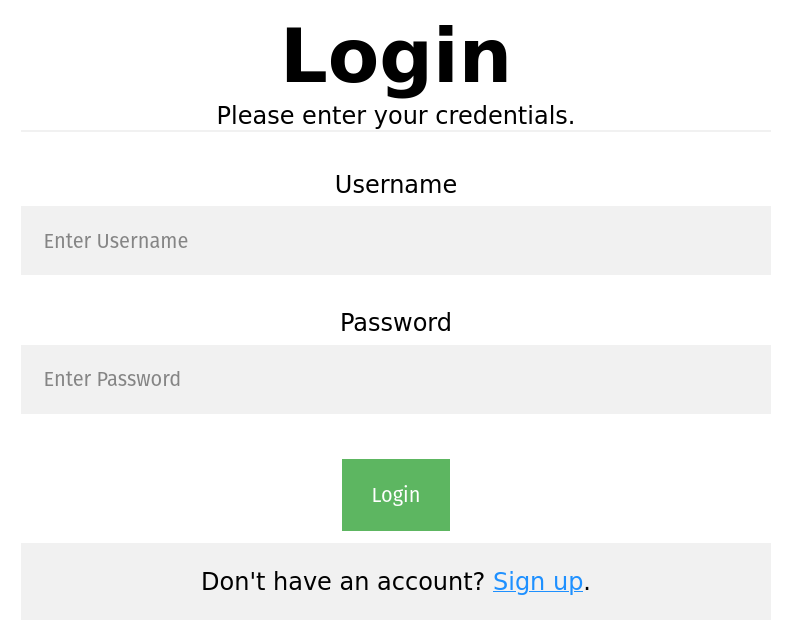 Login
Please enter your credentials.
Username
Enter Username
Password
Enter Password
Login
Don't have an account? Sign up.